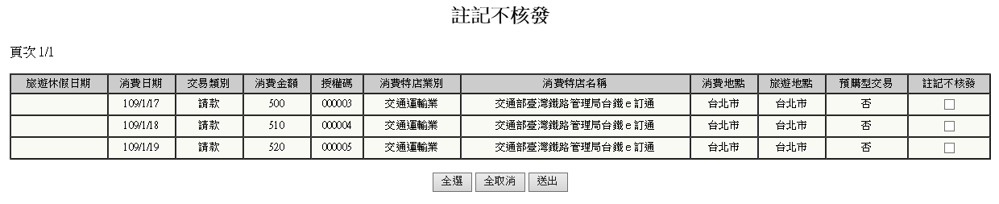 註記不核發
頁次 1/1
旅遊休假日期 消費日期 交易類別 消費金額 授權碼 消費特店業別 消費特店名稱 消費地點 旅遊地點 預購型交易 註記不核發
109/1/17 請款 500 000003 交通運輸業 交通部臺灣鐵路管理局台鐵ｅ訂通 台北市 台北市 否
109/1/18 請款 510 000004 交通運輸業 交通部臺灣鐵路管理局台鐵ｅ訂通 台北市 台北市 否
109/1/19 請款 520 000005 交通運輸業 交通部臺灣鐵路管理局台鐵ｅ訂通 台北市 台北市 否
全選 全取消 送出